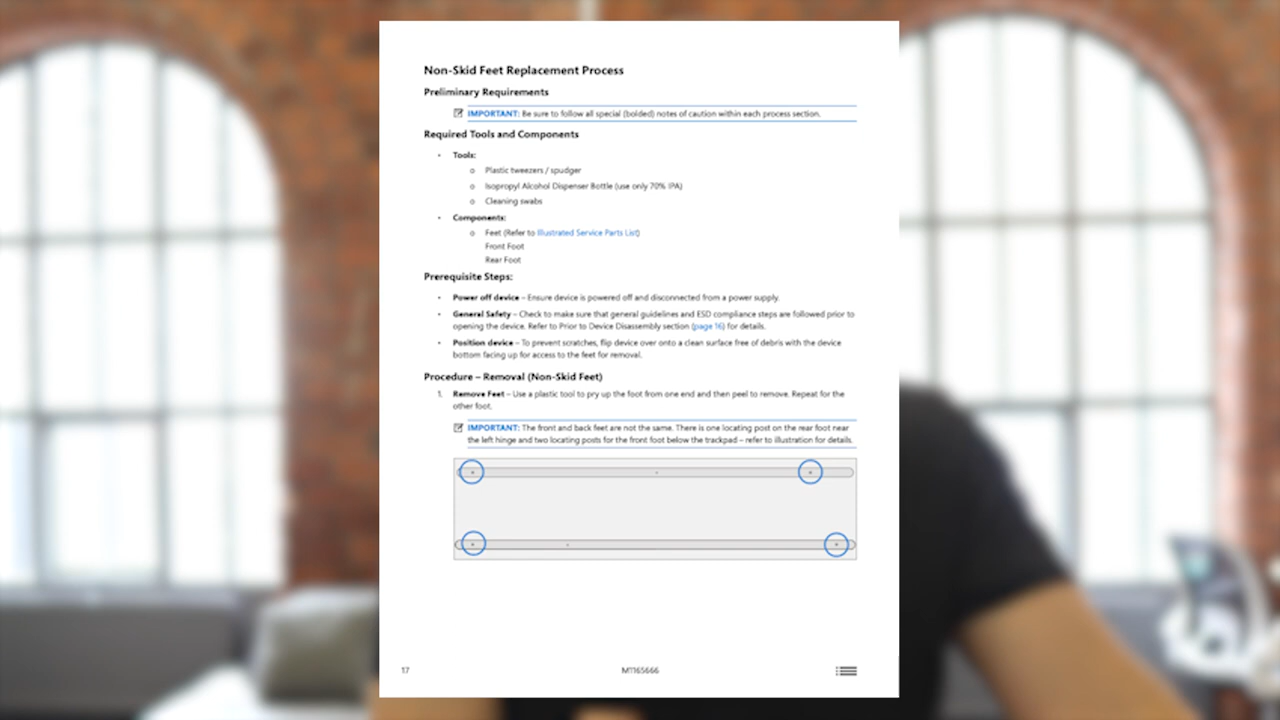 Non-Skid Feet Replacement Process
Preliminary Requirements
IMPORTANT: Be sure to follow all special (bolded) notes of caution within each process section.
Required Tools and Components
• Tools:
o Plastic tweezers / spudger
o Isopropyl Alcohol Dispenser Bottle (use only 70% IPA)
o Cleaning swabs
• Components:
o Feet (Refer to Illustrated Service Parts List)
Front Foot
Rear Foot
Prerequisite Steps:
• Power off device – Ensure device is powered off and disconnected from a power supply.
• General Safety – Check to make sure that general guidelines and ESD compliance steps are followed prior to
opening the device. Refer to Prior to Device Disassembly section (page 16) for details.
• Position device – To prevent scratches, flip device over onto a clean surface free of debris with the device
bottom facing up for access to the feet for removal.
Procedure – Removal (Non-Skid Feet)
1. Remove Feet – Use a plastic tool to pry up the foot from one end and then peel to remove. Repeat for the
other foot.
IMPORTANT: The front and back feet are not the same. There is one locating post on the rear foot near
the left hinge and two locating posts for the front foot below the trackpad – refer to illustration for details.
17
M1165666